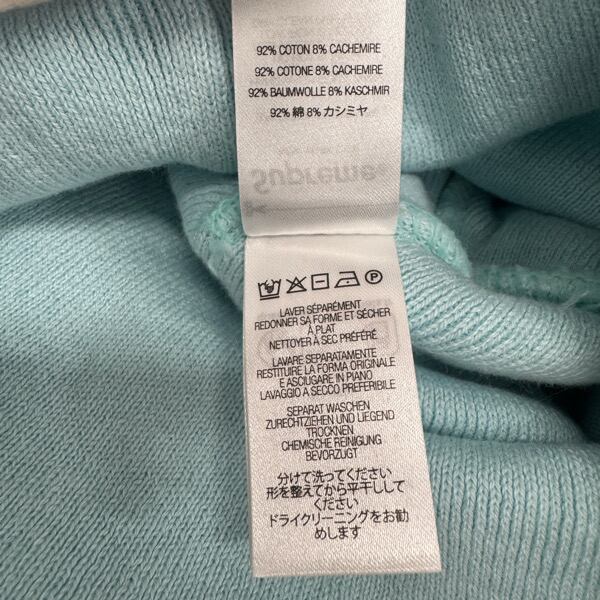 92% COTON 8% CACHEMIRE
92% COTONE 8% CACHEMIRE
92% BAUMWOLLE 8% KASCHMIR
92% 綿 8% カシミヤ
Supreme
LAVER SÉPARÉMENT
REDONNER SA FORME ET SÉCHER
À PLAT
NETTOYER À SEC PRÉFÉRÉ
LAVARE SEPARATAMENTE
RESTITUIRE LA FORMA ORIGINALE
E ASCIUGARE IN PIANO
LAVAGGIO A SECCO PREFERIBILE
SEPARAT WASCHEN
ZURECHTZIEHEN UND LIEGEND
TROCKNEN
CHEMISCHE REINIGUNG
BEVORZUGT
分けて洗ってください
形を整えてから平干しして
ください
ドライクリーニングをお勧
めします